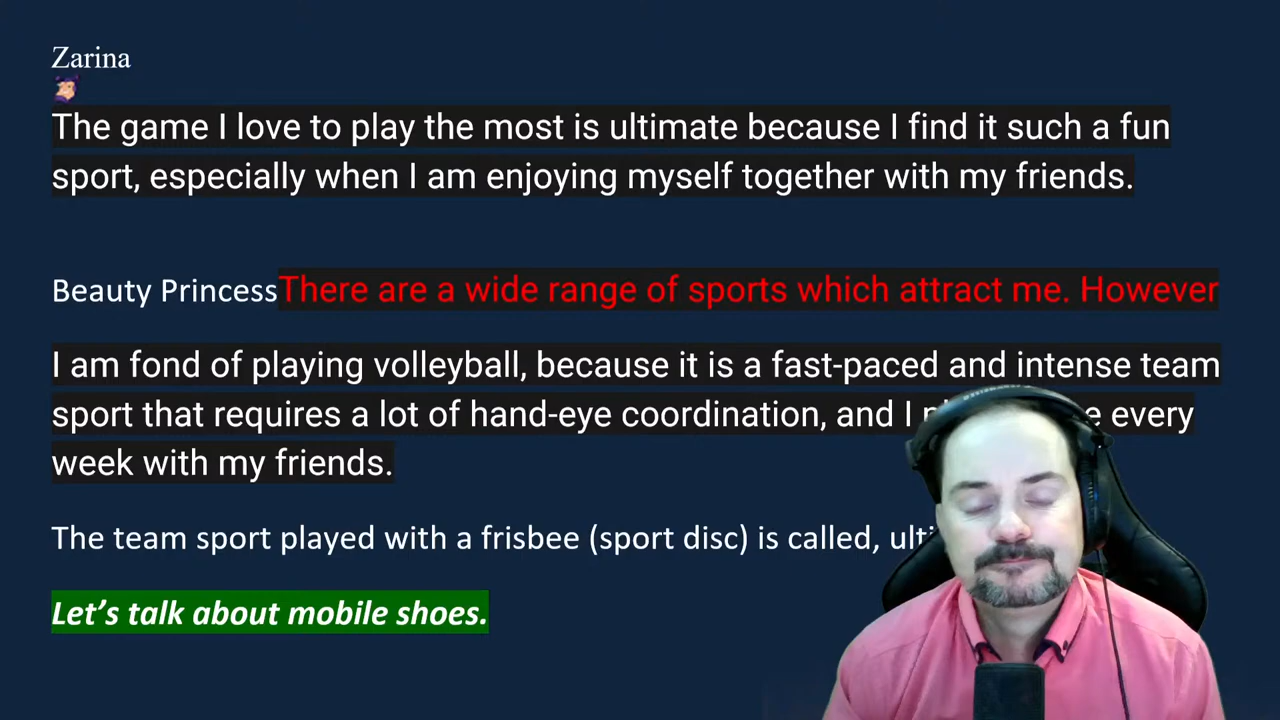 Zarina
The game I love to play the most is ultimate because I find it such a fun
sport, especially when I am enjoying myself together with my friends.
Beauty PrincessThere are a wide range of sports which attract me. However
I am fond of playing volleyball, because it is a fast-paced and intense team
sport that requires a lot of hand-eye coordination, and I every
week with my friends.
The team sport played with a frisbee (sport disc) is called,
Let’s talk about mobile shoes.